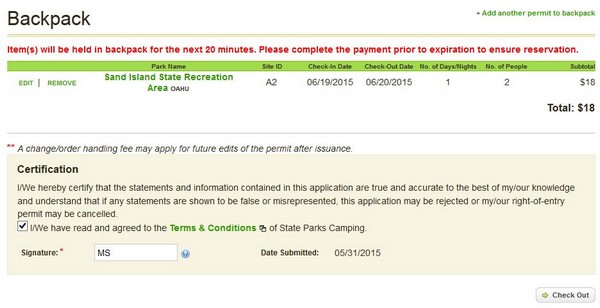 Backpack
+ Add another permit to backpack
Item(s) will be held in backpack for the next 20 minutes. Please complete the payment prior to expiration to ensure reservation.
Park Name Site ID Check-In Date Check-Out Date No. of Days/Nights No. of People Subtotal
EDIT | REMOVE Sand Island State Recreation A2 06/19/2015 06/20/2015 1 2 $18
Area OAHU
Total: $18
** A change/order handling fee may apply for future edits of the permit after issuance.
Certification
I/We hereby certify that the statements and information contained in this application are true and accurate to the best of my/our knowledge
and understand that if any statements are shown to be false or misrepresented, this application may be rejected or my/our right-of-entry
permit may be cancelled.
I/We have read and agreed to the Terms & Conditions of State Parks Camping.
Signature: * MS Date Submitted: 05/31/2015
Check Out